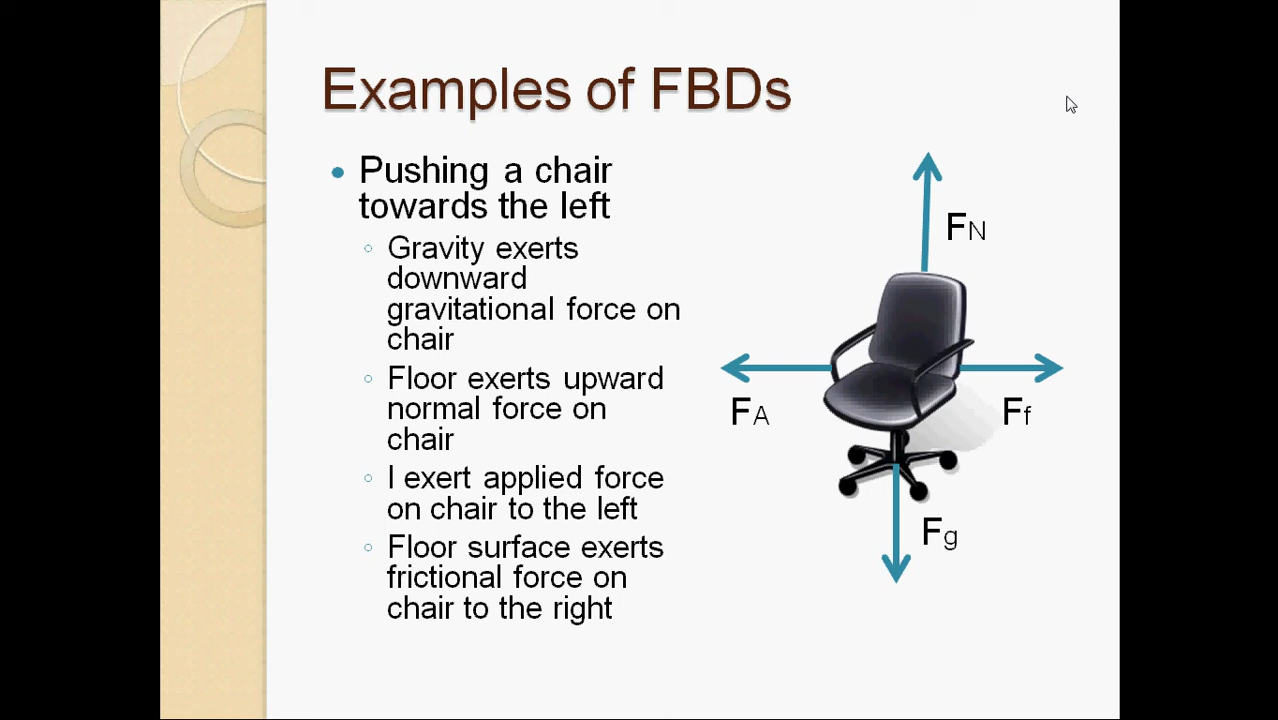 Examples of FBDs
Pushing a chair
towards the left
Gravity exerts
downward
gravitational force on
chair
Floor exerts upward
normal force on
chair
I exert applied force
on chair to the left
Floor surface exerts
frictional force on
chair to the right
FN
FA
Ff
Fg